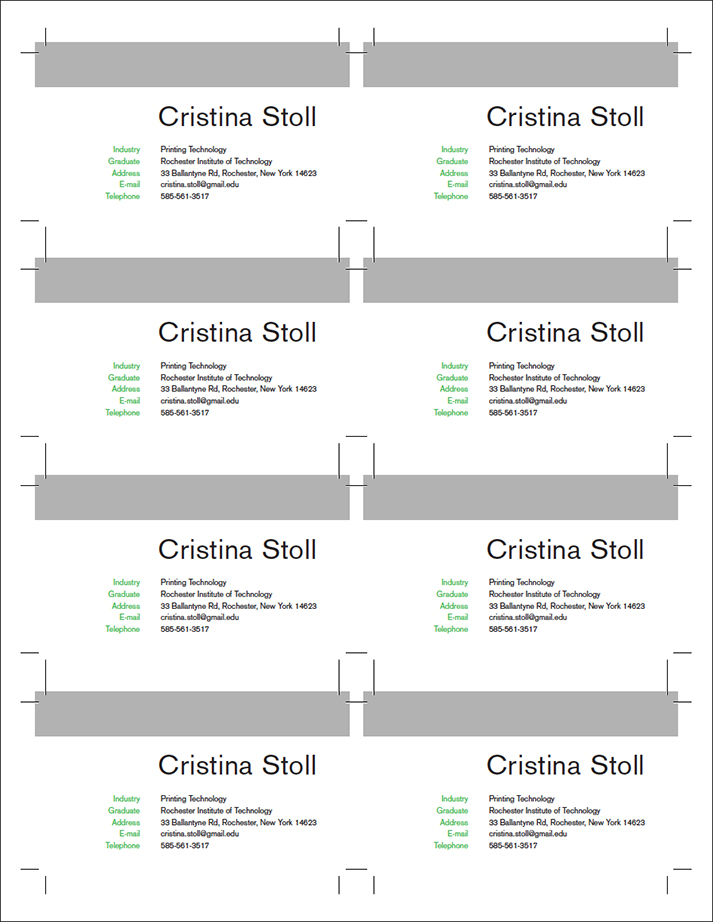 Cristina Stoll Cristina Stoll
Industry Printing Technology Industry Printing Technology
Graduate Rochester Institute of Technology Graduate Rochester Institute of Technology
Address 33 Ballantyne Rd, Rochester, New York 14623 Address 33 Ballantyne Rd, Rochester, New York 14623
E-mail cristina.stoll@gmail.edu E-mail cristina.stoll@gmail.edu
Telephone 585-561-3517 Telephone 585-561-3517
Cristina Stoll Cristina Stoll
Industry Printing Technology Industry Printing Technology
Graduate Rochester Institute of Technology Graduate Rochester Institute of Technology
Address 33 Ballantyne Rd, Rochester, New York 14623 Address 33 Ballantyne Rd, Rochester, New York 14623
E-mail cristina.stoll@gmail.edu E-mail cristina.stoll@gmail.edu
Telephone 585-561-3517 Telephone 585-561-3517
Cristina Stoll Cristina Stoll
Industry Printing Technology Industry Printing Technology
Graduate Rochester Institute of Technology Graduate Rochester Institute of Technology
Address 33 Ballantyne Rd, Rochester, New York 14623 Address 33 Ballantyne Rd, Rochester, New York 14623
E-mail cristina.stoll@gmail.edu E-mail cristina.stoll@gmail.edu
Telephone 585-561-3517 Telephone 585-561-3517
Cristina Stoll Cristina Stoll
Industry Printing Technology Industry Printing Technology
Graduate Rochester Institute of Technology Graduate Rochester Institute of Technology
Address 33 Ballantyne Rd, Rochester, New York 14623 Address 33 Ballantyne Rd, Rochester, New York 14623
E-mail cristina.stoll@gmail.edu E-mail cristina.stoll@gmail.edu
Telephone 585-561-3517 Telephone 585-561-3517